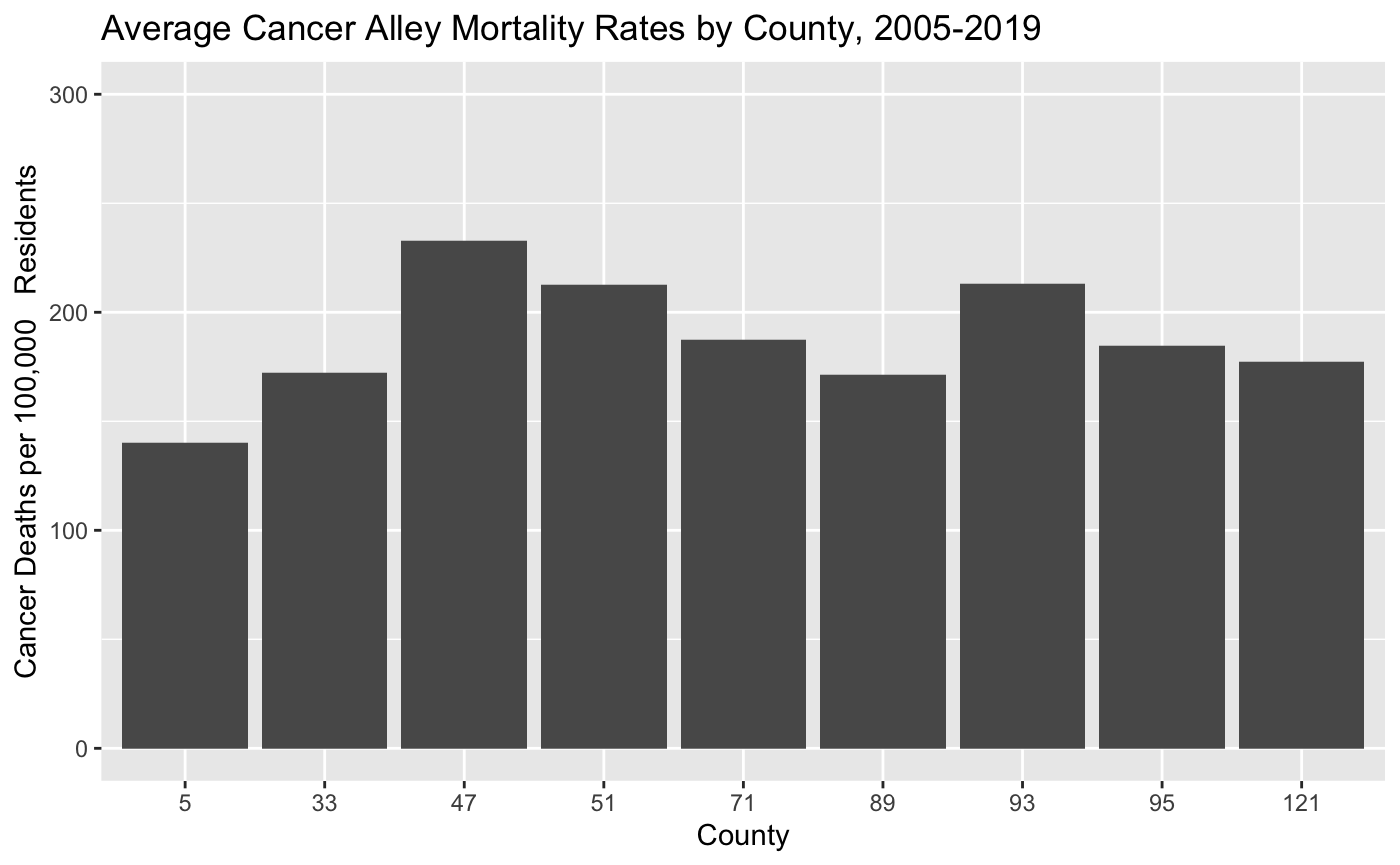 Average Cancer Alley Mortality Rates by County, 2005-2019
Cancer Deaths per 100,000   Residents
300
200
100
0
5 33 47 51 71 89 93 95 121
County